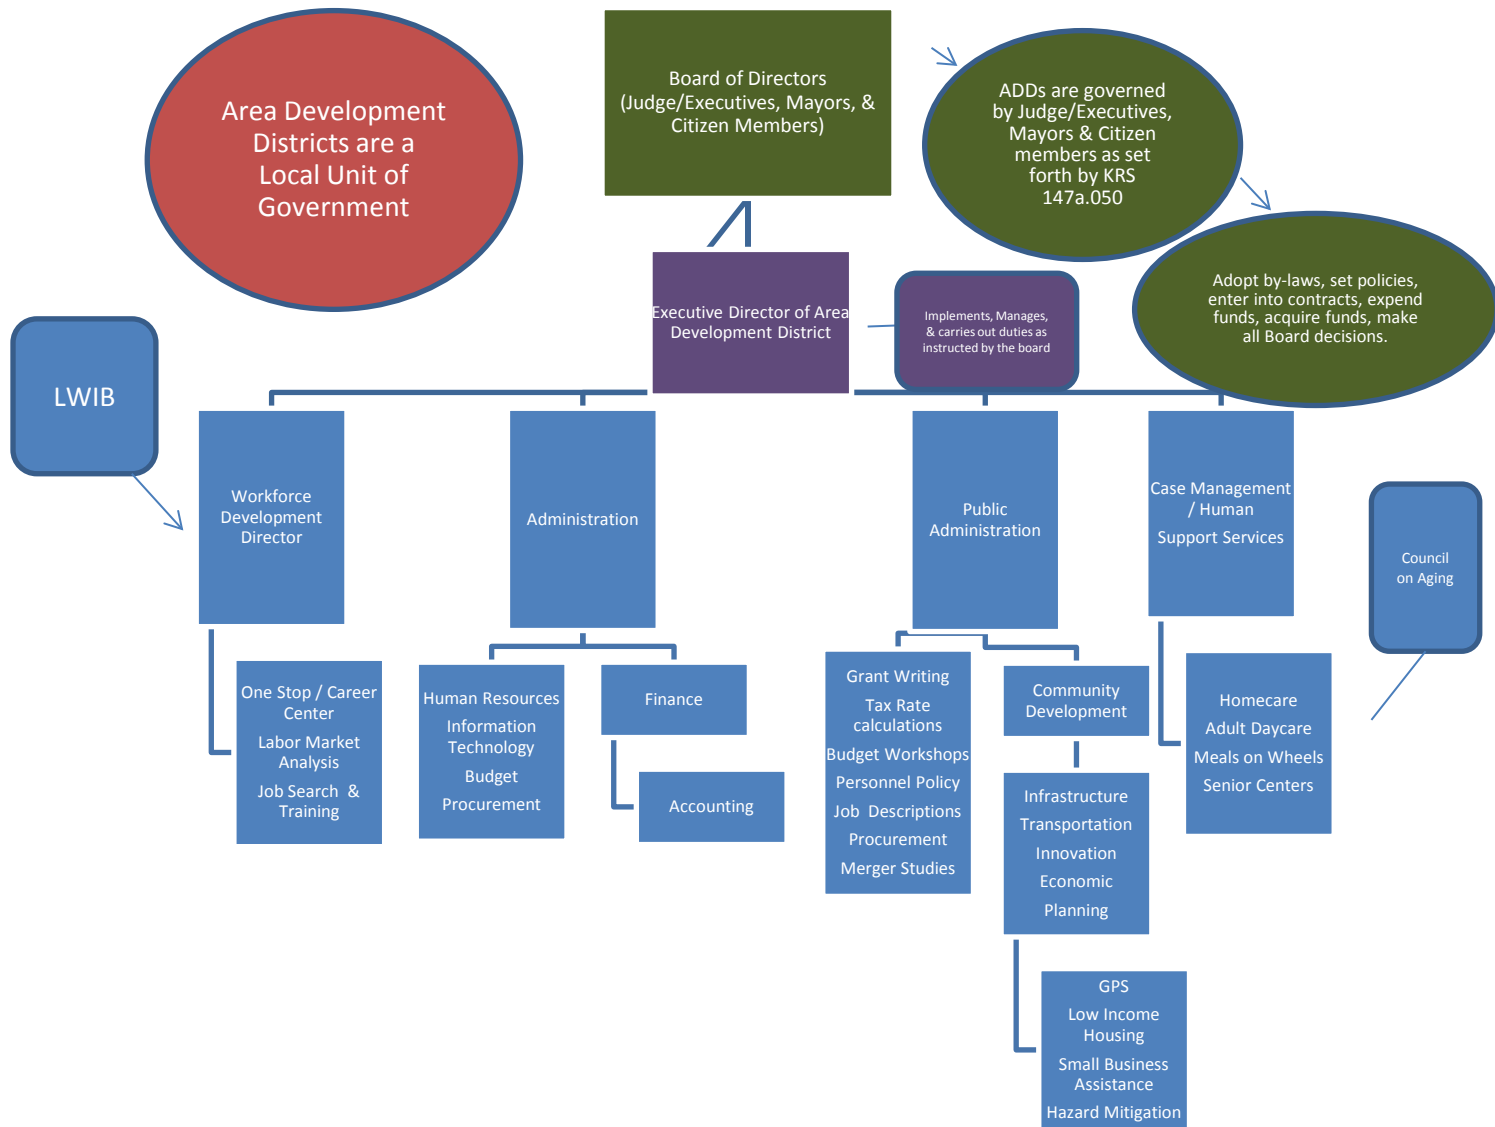 Area Development
Districts are a
Local Unit of
Government
Board of Directors
(Judge/Executives, Mayors, &
Citizen Members)
ADDs are governed
by Judge/Executives,
Mayors & Citizen
members as set
forth by KRS
147a.050
Adopt by-laws, set policies,
enter into contracts, expend
funds, acquire funds, make
all Board decisions.
Executive Director of Area
Development District
Implements, Manages,
& carries out duties as
instructed by the board
LWIB
Workforce
Development
Director
Administration
Public
Administration
Case Management
/ Human
Support Services
Council
on Aging
One Stop / Career
Center
Labor Market
Analysis
Job Search &
Training
Human Resources
Information
Technology
Budget
Procurement
Finance
Accounting
Grant Writing
Tax Rate
calculations
Budget Workshops
Personnel Policy
Job Descriptions
Procurement
Merger Studies
Community
Development
Infrastructure
Transportation
Innovation
Economic
Planning
GPS
Low Income
Housing
Small Business
Assistance
Hazard Mitigation
Homecare
Adult Daycare
Meals on Wheels
Senior Centers